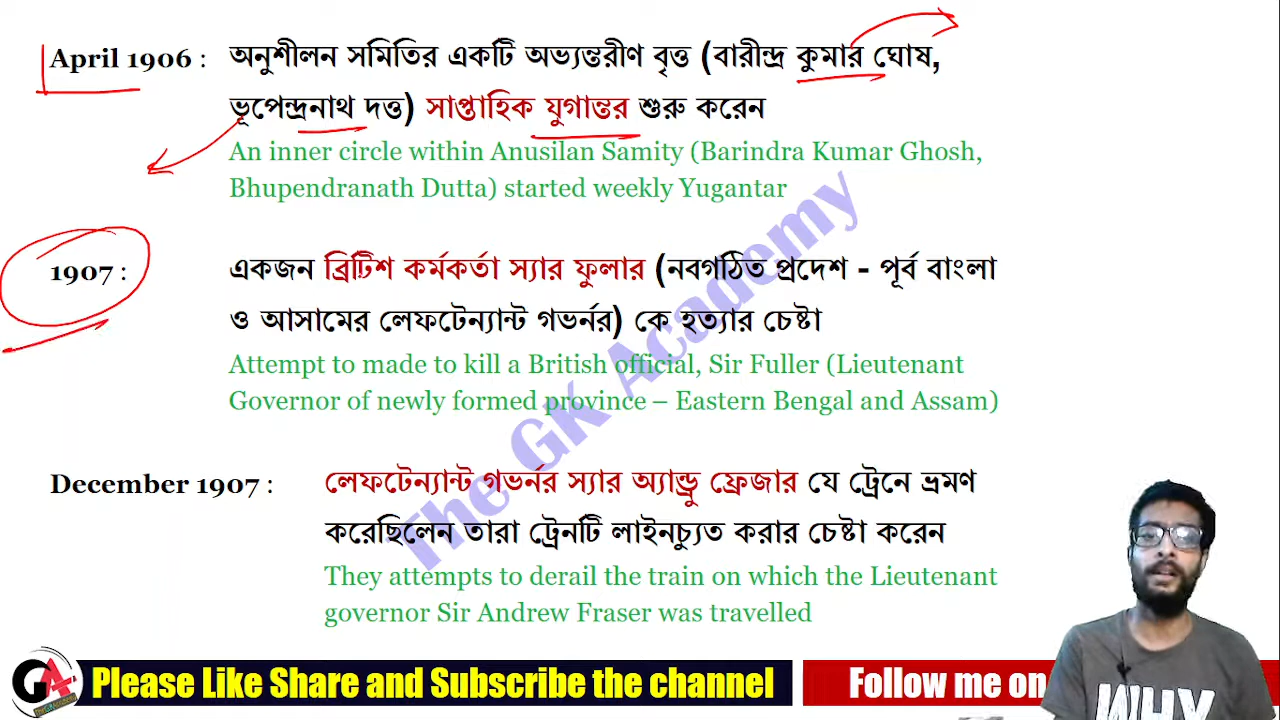 April 1906 : অনুশীলন সমিতির একটি অভ্যন্তরীণ বৃত্ত (বারীন্দ্র কুমার ঘোষ,
ভূপেন্দ্রনাথ দত্ত) সাপ্তাহিক যুগান্তর শুরু করেন
An inner circle within Anusilan Samity (Barindra Kumar Ghosh,
Bhupendranath Dutta) started weekly Yugantar
1907 : একজন ব্রিটিশ কর্মকর্তা স্যার ফুলার (নবগঠিত প্রদেশ - পূর্ব বাংলা
ও আসামের লেফটেন্যান্ট গভর্নর) কে হত্যার চেষ্টা
Attempt to made to kill a British official, Sir Fuller (Lieutenant
Governor of newly formed province – Eastern Bengal and Assam)
December 1907 : লেফটেন্যান্ট গভর্নর স্যার অ্যান্ড্রু ফ্রেজার যে ট্রেনে ভ্রমণ
করেছিলেন তারা ট্রেনটি লাইনচ্যুত করার চেষ্টা করেন
They attempts to derail the train on which the Lieutenant
governor Sir Andrew Fraser was travelled
The GK Academy
GA
Please Like Share and Subscribe the channel
Follow me on
WHY